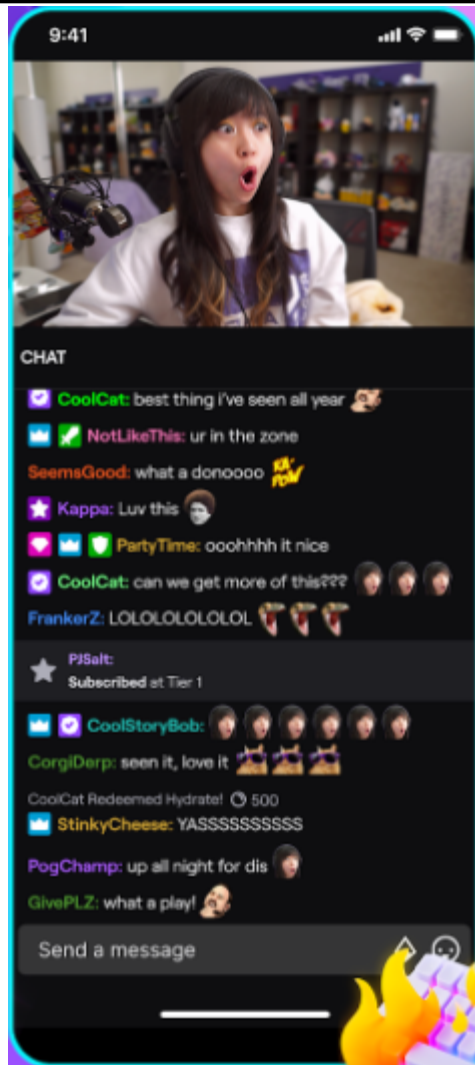 9:41
CHAT
CoolCat: best thing i've seen all year
NotLikeThis: ur in the zone
SeemsGood: what a donoooo KA-POW
Kappa: Luv this
PartyTime: ooohhhh it nice
CoolCat: can we get more of this???
FrankerZ: LOLOLOLOLOLOL
PJSalt:
Subscribed at Tier 1
CoolStoryBob:
CorgiDerp: seen it, love it
CoolCat Redeemed Hydrate! 500
StinkyCheese: YASSSSSSSSSS
PogChamp: up all night for dis
GivePLZ: what a play!
Send a message